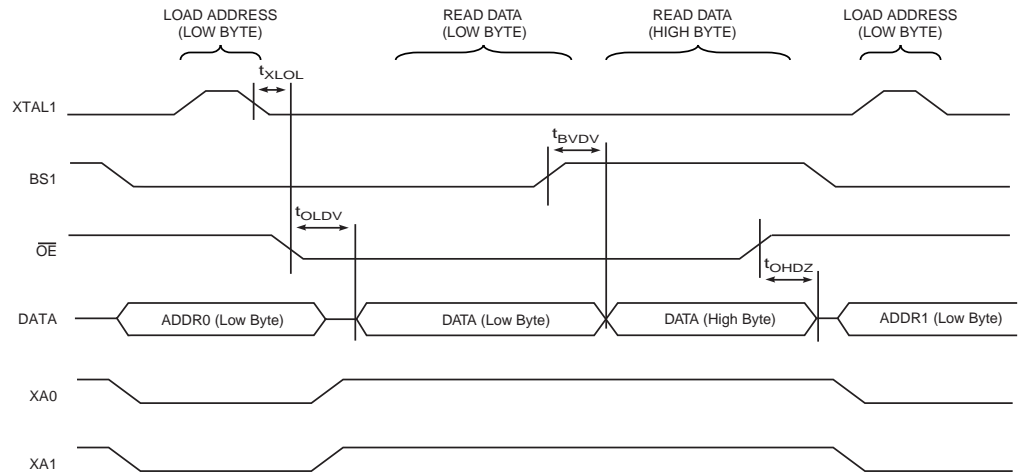 LOAD ADDRESS
(LOW BYTE)
READ DATA
(LOW BYTE)
READ DATA
(HIGH BYTE)
LOAD ADDRESS
(LOW BYTE)
tXLOL
XTAL1
tBVDV
BS1
tOLDV
OE
tOHDZ
DATA
ADDR0 (Low Byte)
DATA (Low Byte)
DATA (High Byte)
ADDR1 (Low Byte)
XA0
XA1